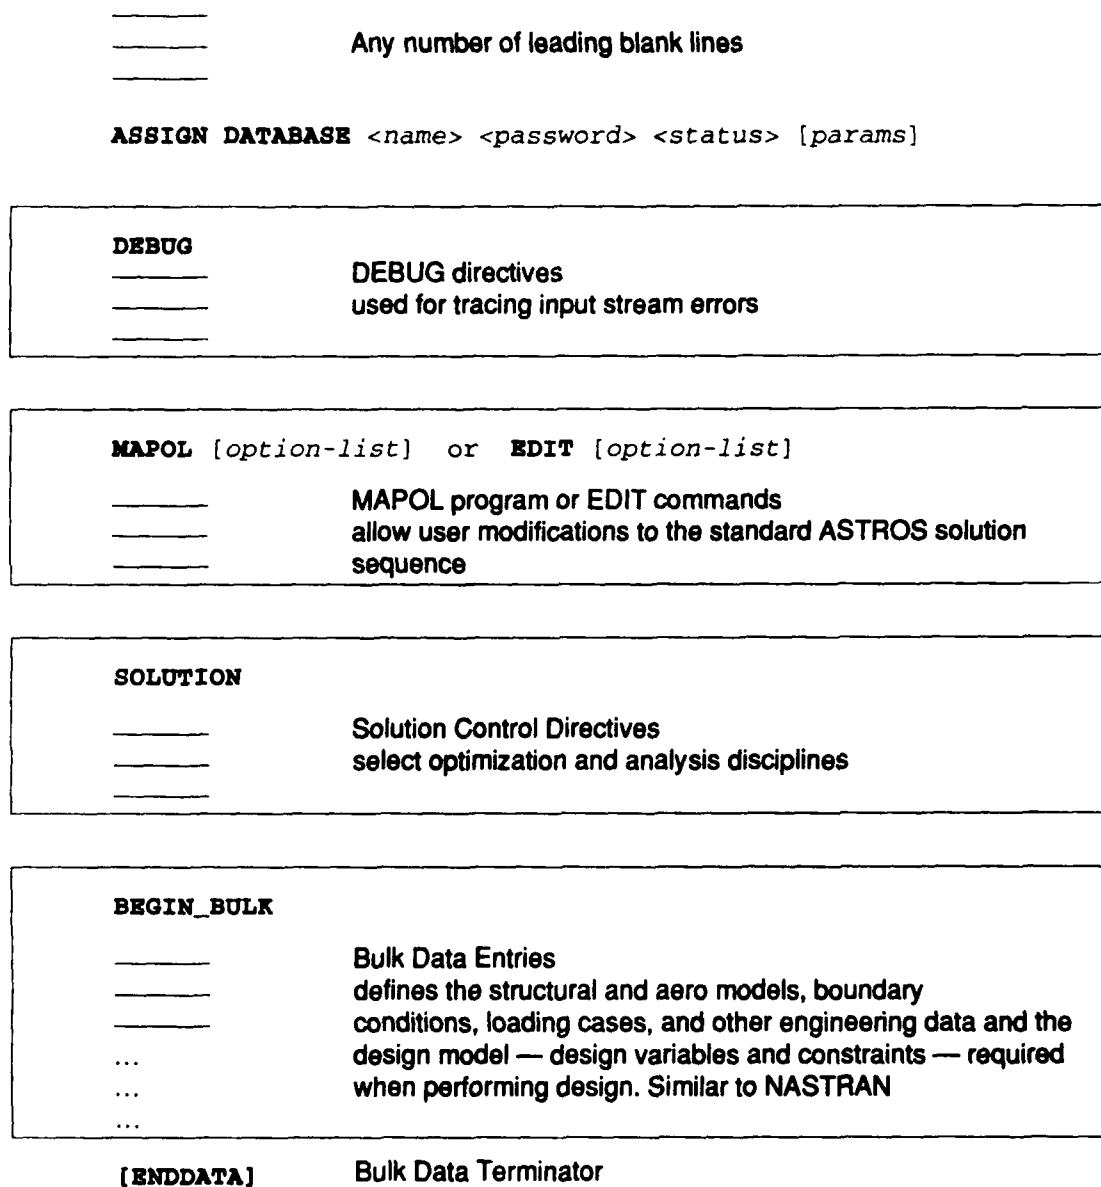 Any number of leading blank lines
ASSIGN DATABASE <name> <password> <status> [params]
DEBUG
DEBUG directives
used for tracing input stream errors
MAPOL [option-list] or EDIT [option-list]
MAPOL program or EDIT commands
allow user modifications to the standard ASTROS solution
sequence
SOLUTION
Solution Control Directives
select optimization and analysis disciplines
BEGIN_BULK
Bulk Data Entries
defines the structural and aero models, boundary
conditions, loading cases, and other engineering data and the
... design model — design variables and constraints — required
... when performing design. Similar to NASTRAN
...
[ENDDATA] Bulk Data Terminator